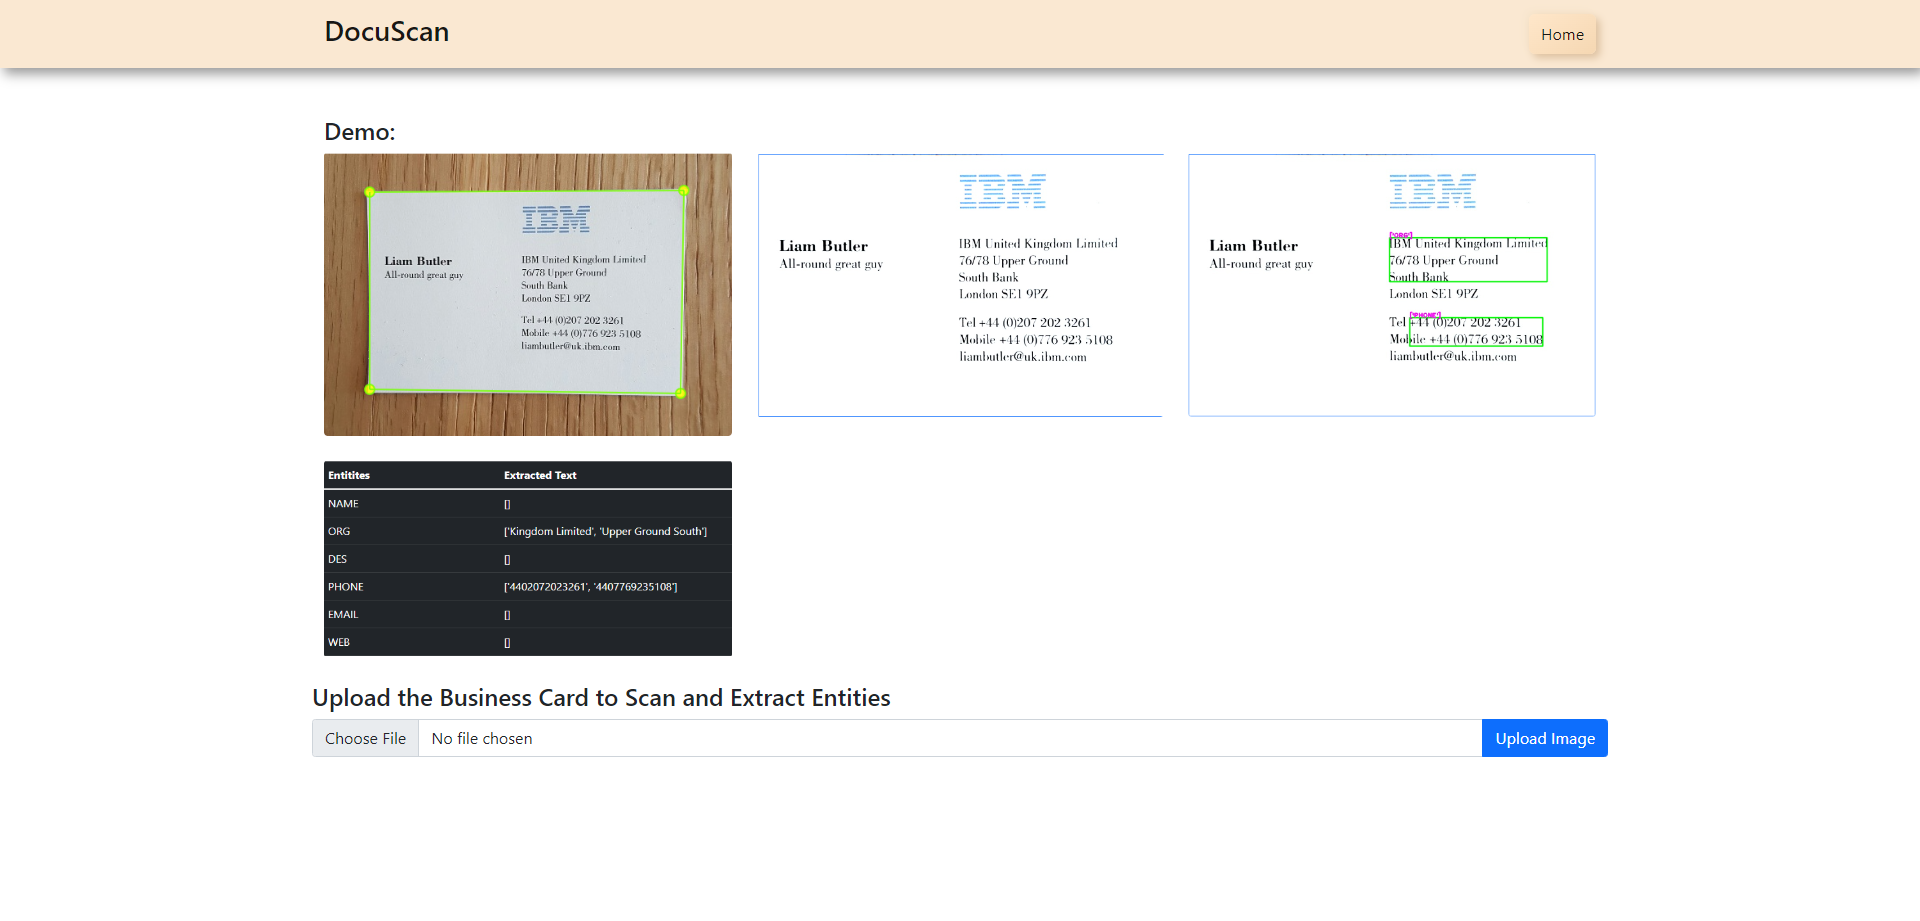 DocuScan
Home
Demo:
IBM
Liam Butler
All-round great guy
IBM United Kingdom Limited
76/78 Upper Ground
South Bank
London SE1 9PZ
Tel +44 (0)207 202 3261
Mobile +44 (0)776 923 5108
liambutler@uk.ibm.com
IBM
Liam Butler
All-round great guy
IBM United Kingdom Limited
76/78 Upper Ground
South Bank
London SE1 9PZ
Tel +44 (0)207 202 3261
Mobile +44 (0)776 923 5108
liambutler@uk.ibm.com
IBM
Liam Butler
All-round great guy
['ORG']
IBM United Kingdom Limited
76/78 Upper Ground
South Bank
London SE1 9PZ
['PHONE']
Tel +44 (0)207 202 3261
Mobile +44 (0)776 923 5108
liambutler@uk.ibm.com
Entitites Extracted Text
NAME []
ORG ['Kingdom Limited', 'Upper Ground South']
DES []
PHONE ['4402072023261', '4407769235108']
EMAIL []
WEB []
Upload the Business Card to Scan and Extract Entities
Choose File No file chosen Upload Image